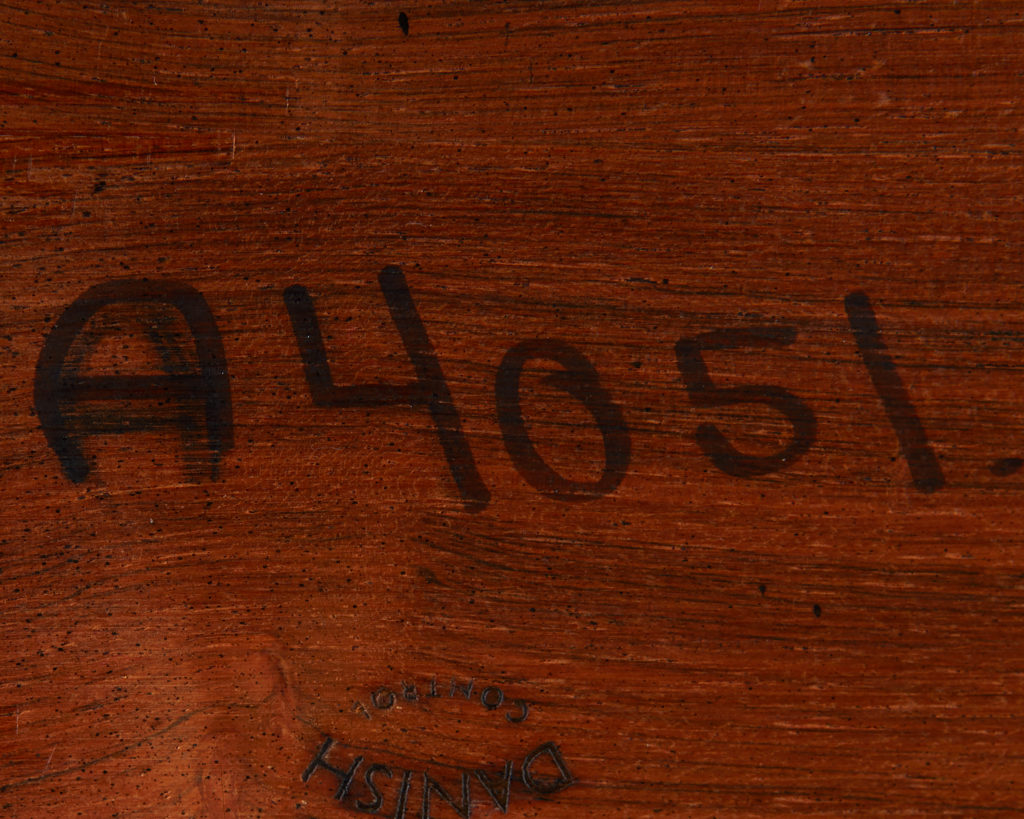 A4051.
DANISH
CONTROL